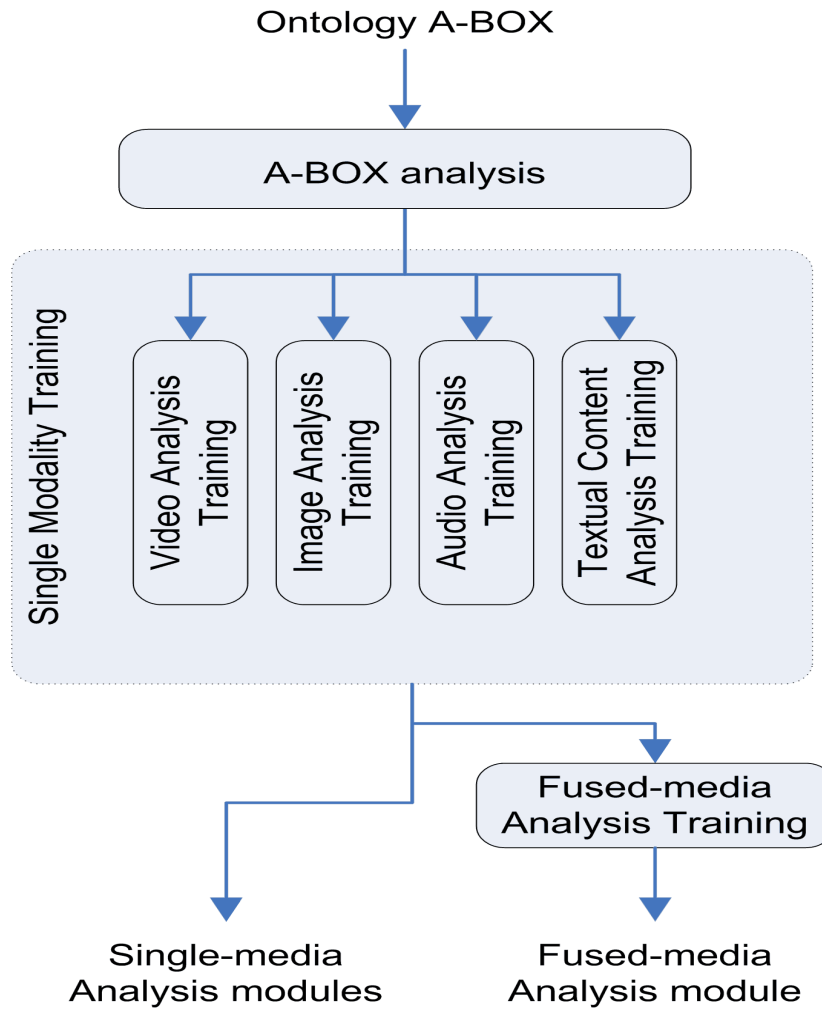 Ontology A-BOX
A-BOX analysis
Single Modality Training
Video Analysis
Training
Image Analysis
Training
Audio Analysis
Training
Textual Content
Analysis Training
Fused-media
Analysis Training
Single-media
Analysis modules
Fused-media
Analysis module